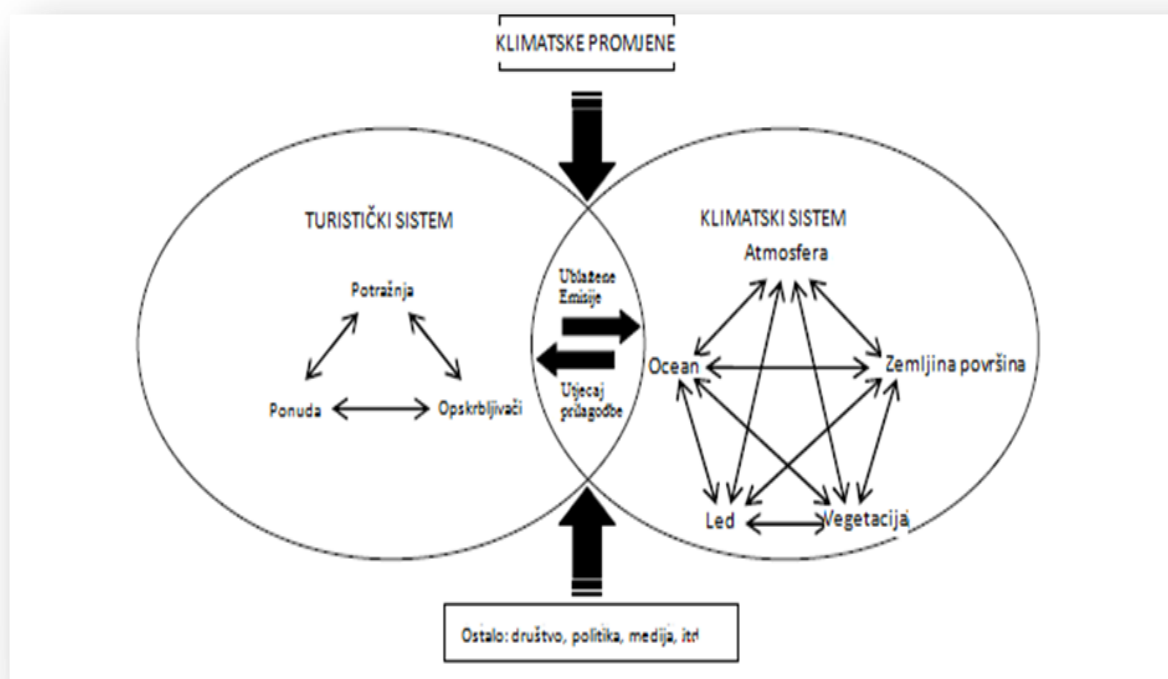 KLIMATSKE PROMJENE
TURISTIČKI SISTEM
Potražnja
Ponuda
Opskrbljivači
Ublažene
Emisije
Utjecaj
prilagodbe
KLIMATSKI SISTEM
Atmosfera
Ocean
Zemljina površina
Led
Vegetacija
Ostalo: društvo, politika, medija, itd